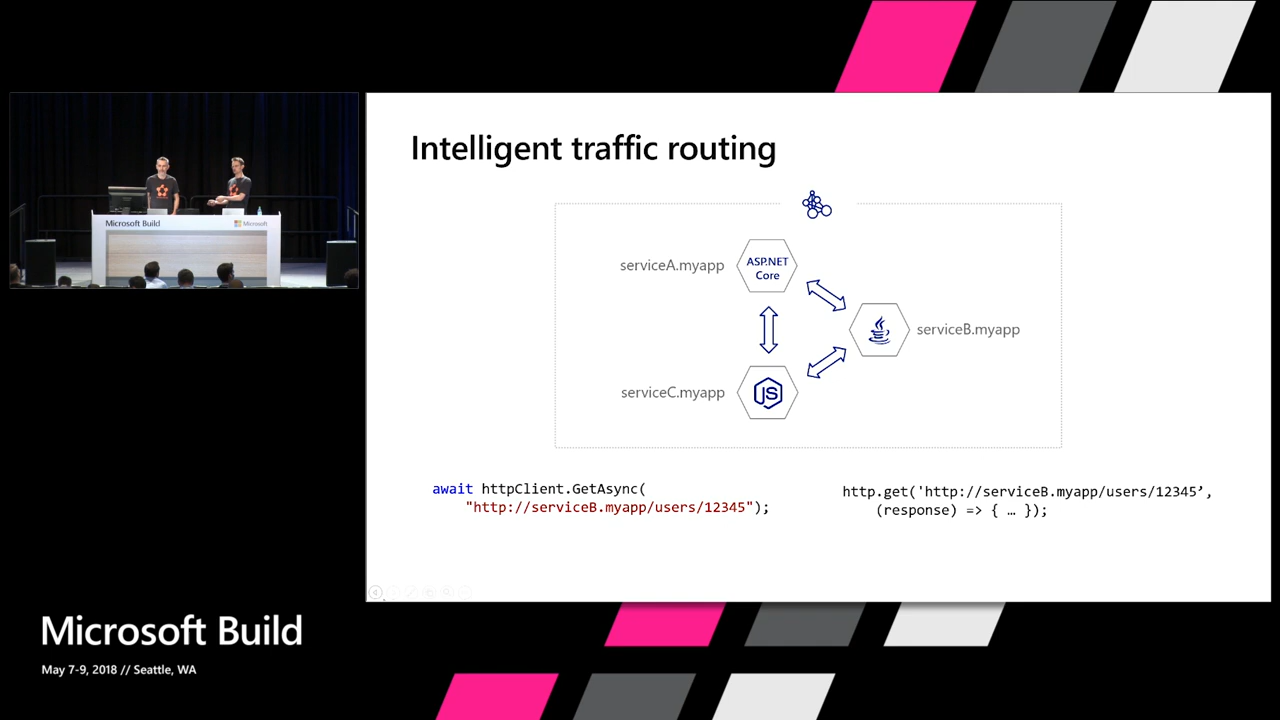 Intelligent traffic routing
serviceA.myapp
ASP.NET
Core
serviceB.myapp
serviceC.myapp
JS
await httpClient.GetAsync(
"http://serviceB.myapp/users/12345");
http.get('http://serviceB.myapp/users/12345’,
(response) => { … });
Microsoft Build
Microsoft
Microsoft Build
May 7-9, 2018 // Seattle, WA